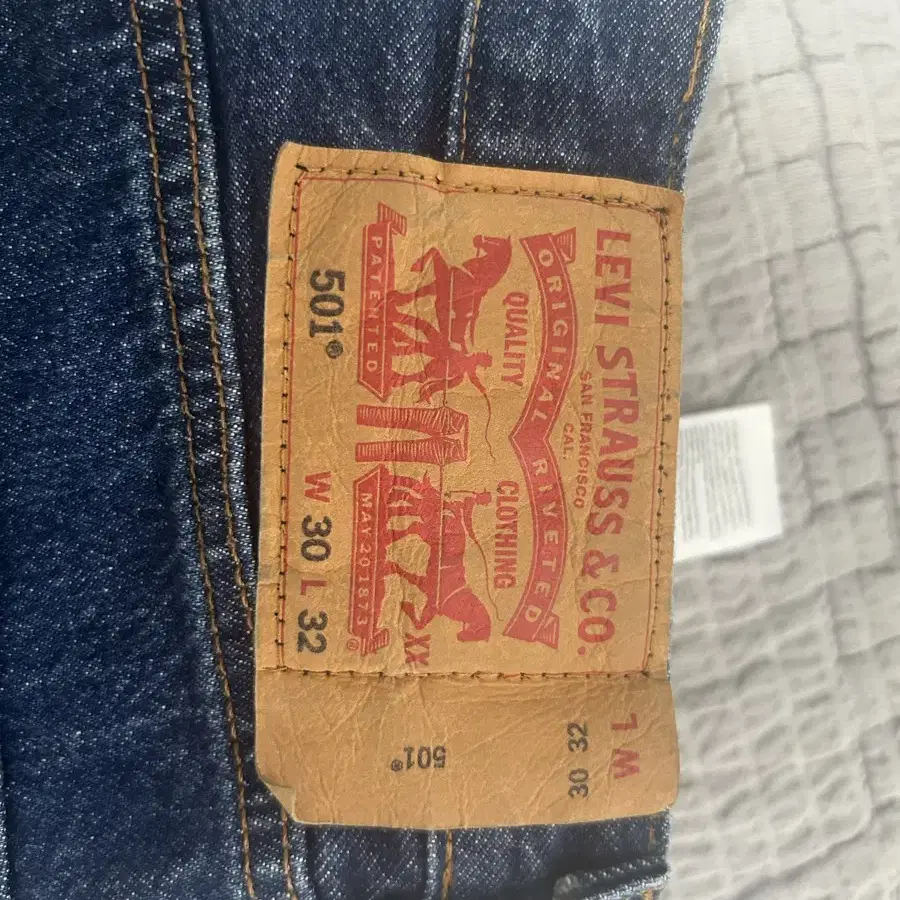 LEVI STRAUSS & CO.
SAN FRANCISCO
CAL.
ORIGINAL RIVETED
QUALITY CLOTHING
XX
PATENTED MAY 20 1873 ®
501® W 30 L 32
W 30
L 32
501®